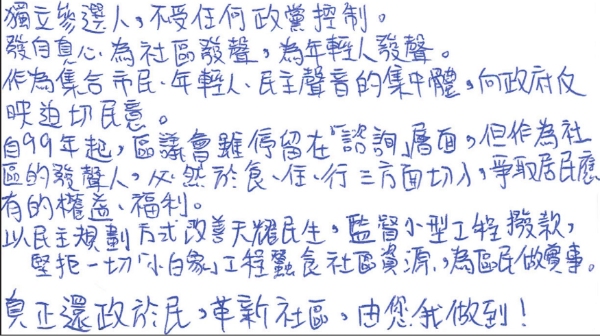 獨立參選人，不受任何政黨控制。
發自真心，為社區發聲，為年輕人發聲。
作為集合市民、年輕人、民主聲音的集中體，向政府反
映迫切民意。
自99年起，區議會雖停留在「諮詢」層面，但作為社
區的發聲人，必然於食、住、行三方面切入，爭取居民應
有的權益、福利。
以民主規劃方式改善天耀民生，監督小型工程撥款，
堅拒一切「小白象」工程蠶食社區資源，為區民做實事。
真正還政於民，革新社區，由您我做到！